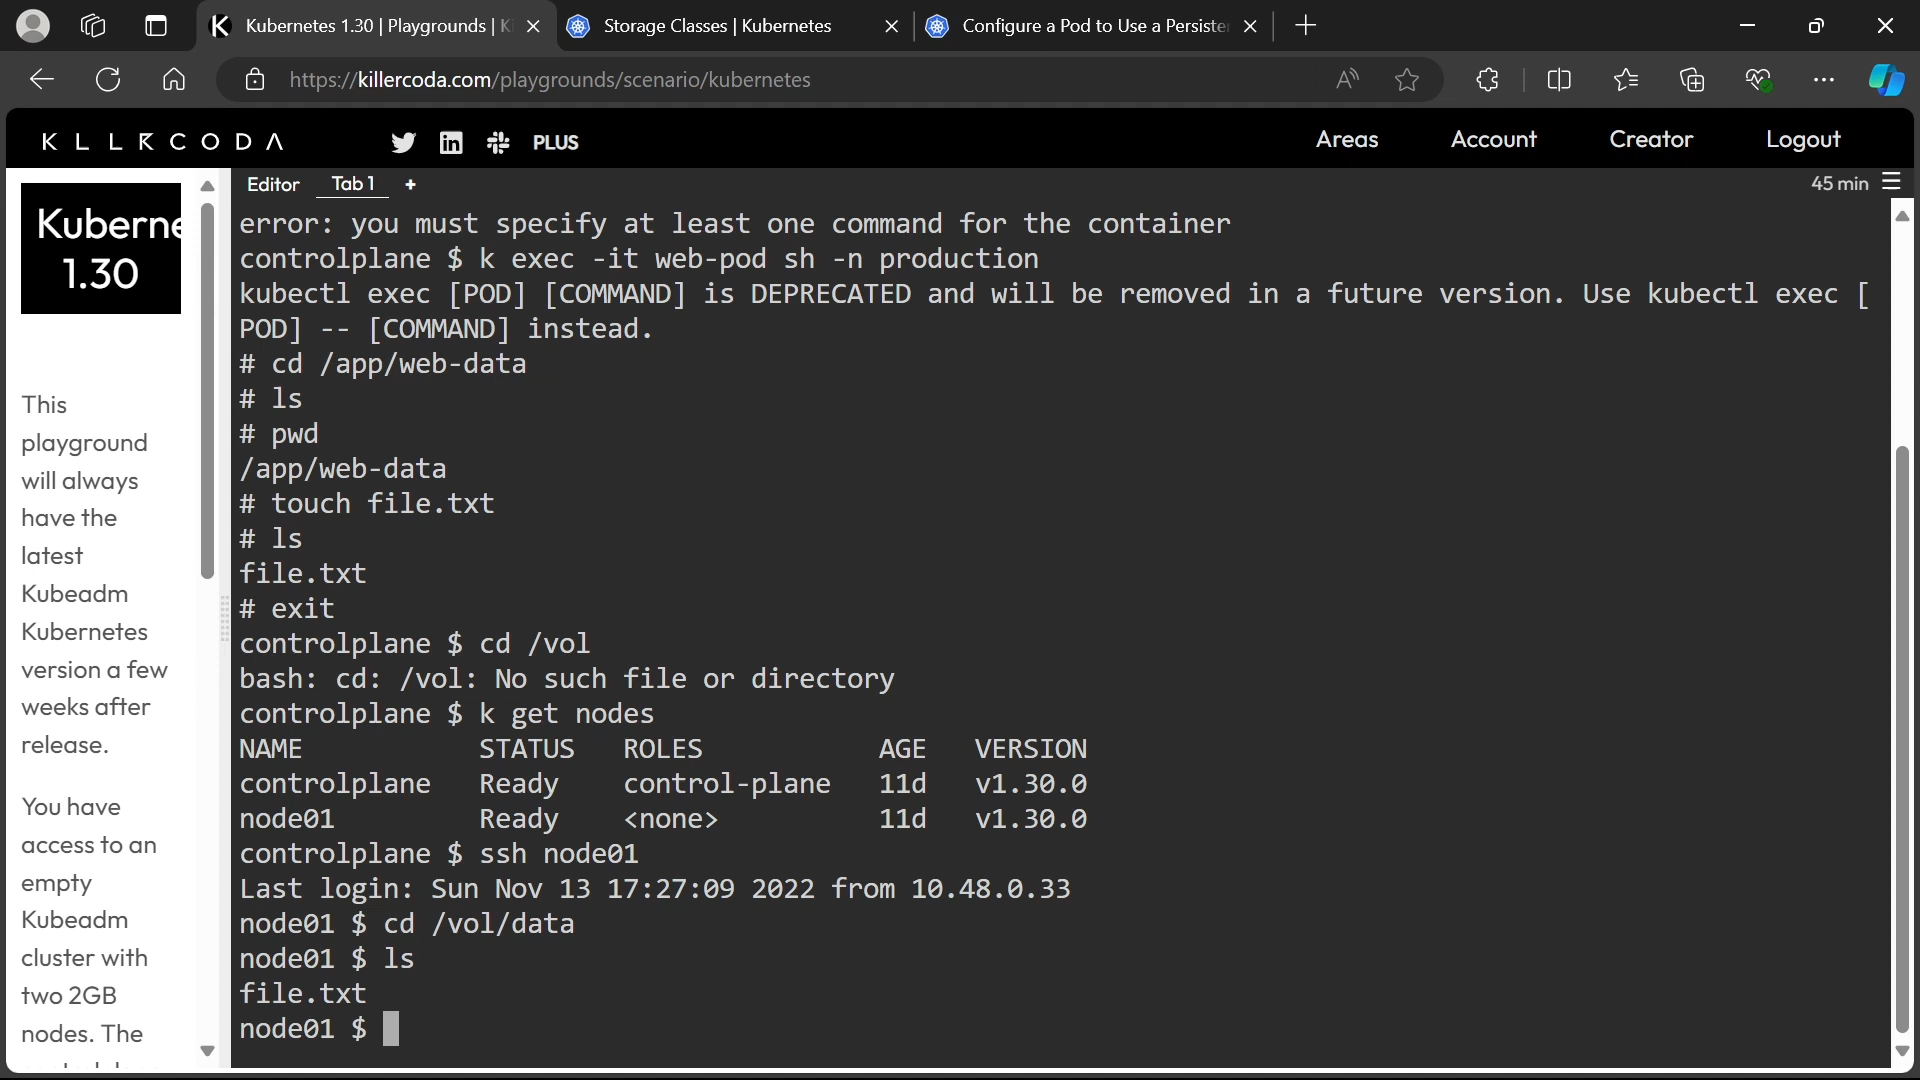 Kubernetes 1.30 | Playgrounds | Ki
Storage Classes | Kubernetes
Configure a Pod to Use a Persiste
https://killercoda.com/playgrounds/scenario/kubernetes
KLLRCODA
PLUS
Areas
Account
Creator
Logout
Kuberne
1.30
This
playground
will always
have the
latest
Kubeadm
Kubernetes
version a few
weeks after
release.
You have
access to an
empty
Kubeadm
cluster with
two 2GB
nodes. The
Editor
Tab 1
+
45 min
error: you must specify at least one command for the container
controlplane $ k exec -it web-pod sh -n production
kubectl exec [POD] [COMMAND] is DEPRECATED and will be removed in a future version. Use kubectl exec [
POD] -- [COMMAND] instead.
# cd /app/web-data
# ls
# pwd
/app/web-data
# touch file.txt
# ls
file.txt
# exit
controlplane $ cd /vol
bash: cd: /vol: No such file or directory
controlplane $ k get nodes
NAME STATUS ROLES AGE VERSION
controlplane Ready control-plane 11d v1.30.0
node01 Ready <none> 11d v1.30.0
controlplane $ ssh node01
Last login: Sun Nov 13 17:27:09 2022 from 10.48.0.33
node01 $ cd /vol/data
node01 $ ls
file.txt
node01 $